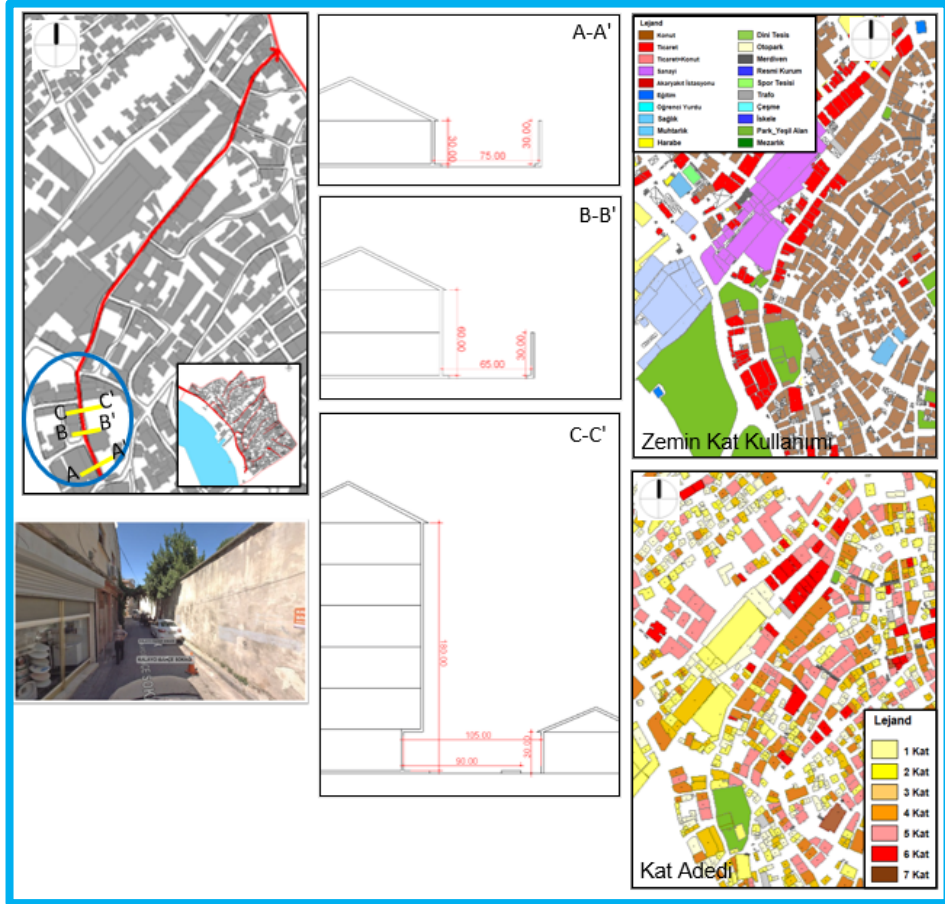 C
C'
B
B'
A
A'
A-A'
30.00
75.00
30.00
B-B'
60.00
65.00
30.00
C-C'
180.00
105.00
90.00
Lejand
Konut
Ticaret
Ticaret+Konut
Sanayi
Akaryakıt İstasyonu
Eğitim
Öğrenci Yurdu
Sağlık
Muhtarlık
Harabe
Dini Tesis
Otopark
Merdiven
Resmi Kurum
Spor Tesisi
Trafo
Çeşme
İskele
Park_Yeşil Alan
Mezarlık
Zemin Kat Kullanımı
Lejand
1 Kat
2 Kat
3 Kat
4 Kat
5 Kat
6 Kat
7 Kat
Kat Adedi